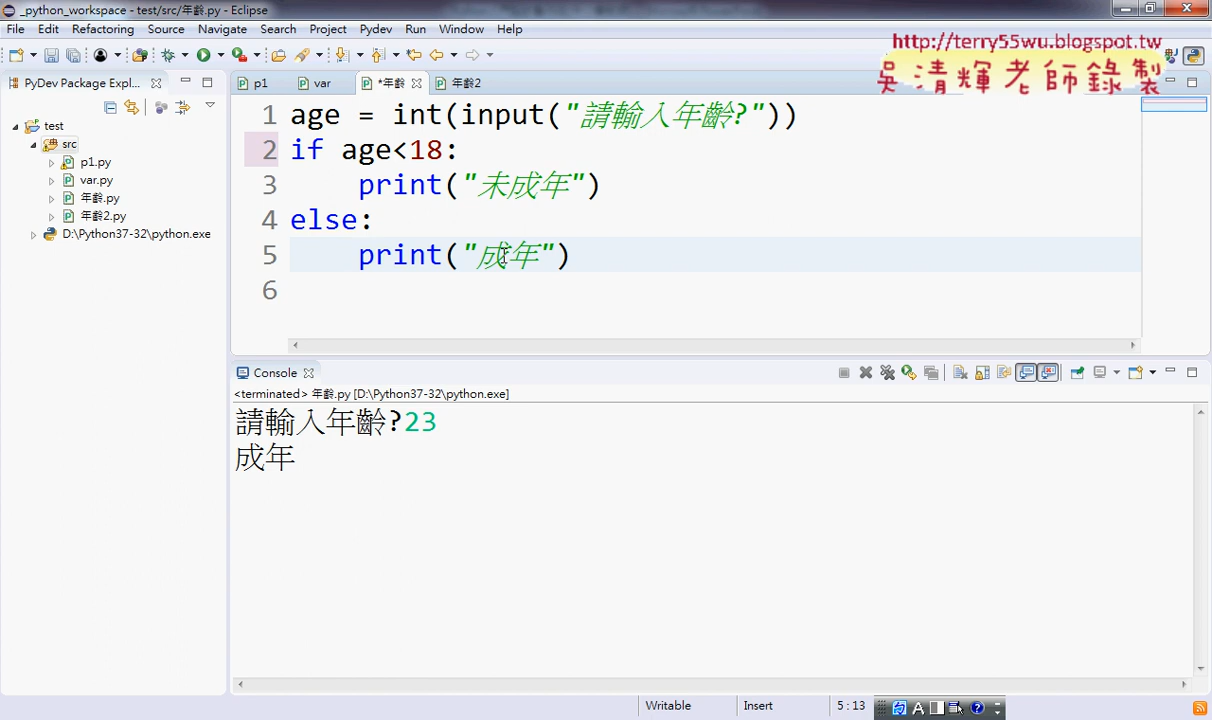 _python_workspace - test/src/年齡.py - Eclipse
File Edit Refactoring Source Navigate Search Project Pydev Run Window Help
http://terry55wu.blogspot.tw
吳清輝老師錄製
PyDev Package Expl...
p1 var *年齡 年齡2
test
src
p1.py
var.py
年齡.py
年齡2.py
D:\Python37-32\python.exe
1 age = int(input("請輸入年齡?"))
2 if age<18:
3 print("未成年")
4 else:
5 print("成年")
6
Console
<terminated> 年齡.py [D:\Python37-32\python.exe]
請輸入年齡?23
成年
Writable Insert 5:13